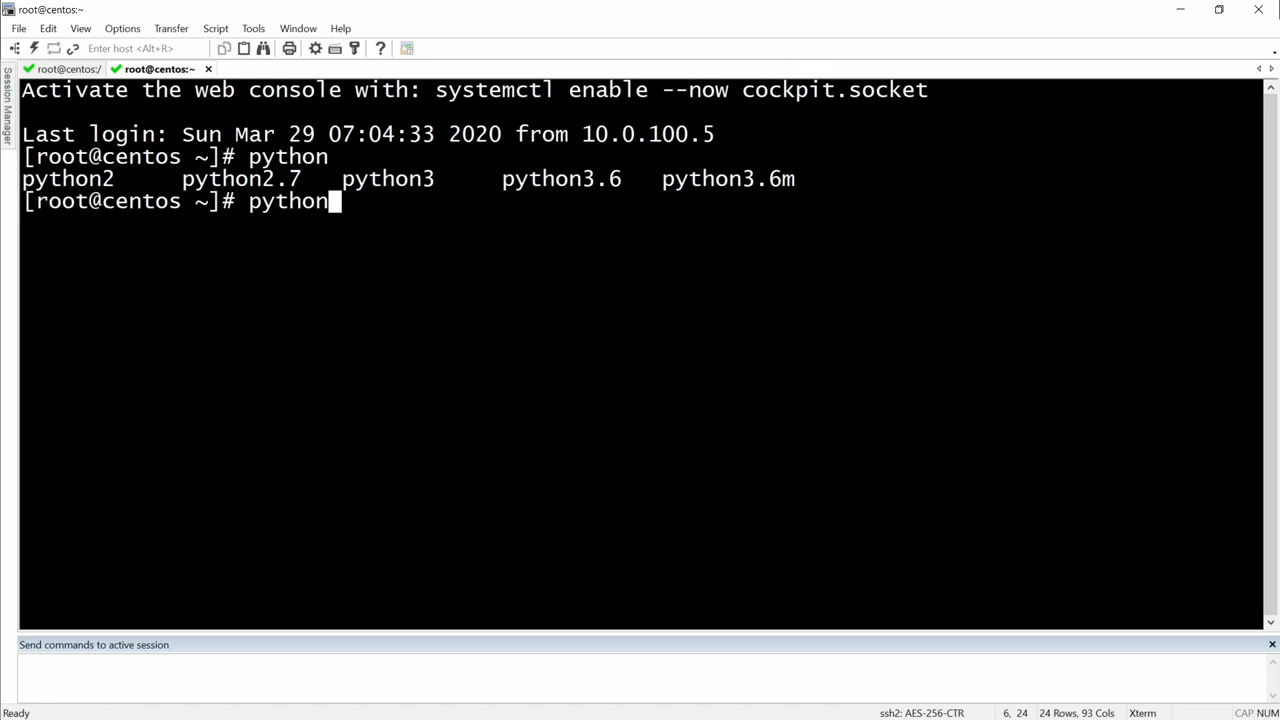 root@centos:~
File Edit View Options Transfer Script Tools Window Help
Enter host <Alt+R>
root@centos:/ root@centos:~
Session Manager
Activate the web console with: systemctl enable --now cockpit.socket
Last login: Sun Mar 29 07:04:33 2020 from 10.0.100.5
[root@centos ~]# python
python2 python2.7 python3 python3.6 python3.6m
[root@centos ~]# python
Send commands to active session
Ready ssh2: AES-256-CTR 6, 24 24 Rows, 93 Cols Xterm CAP NUM